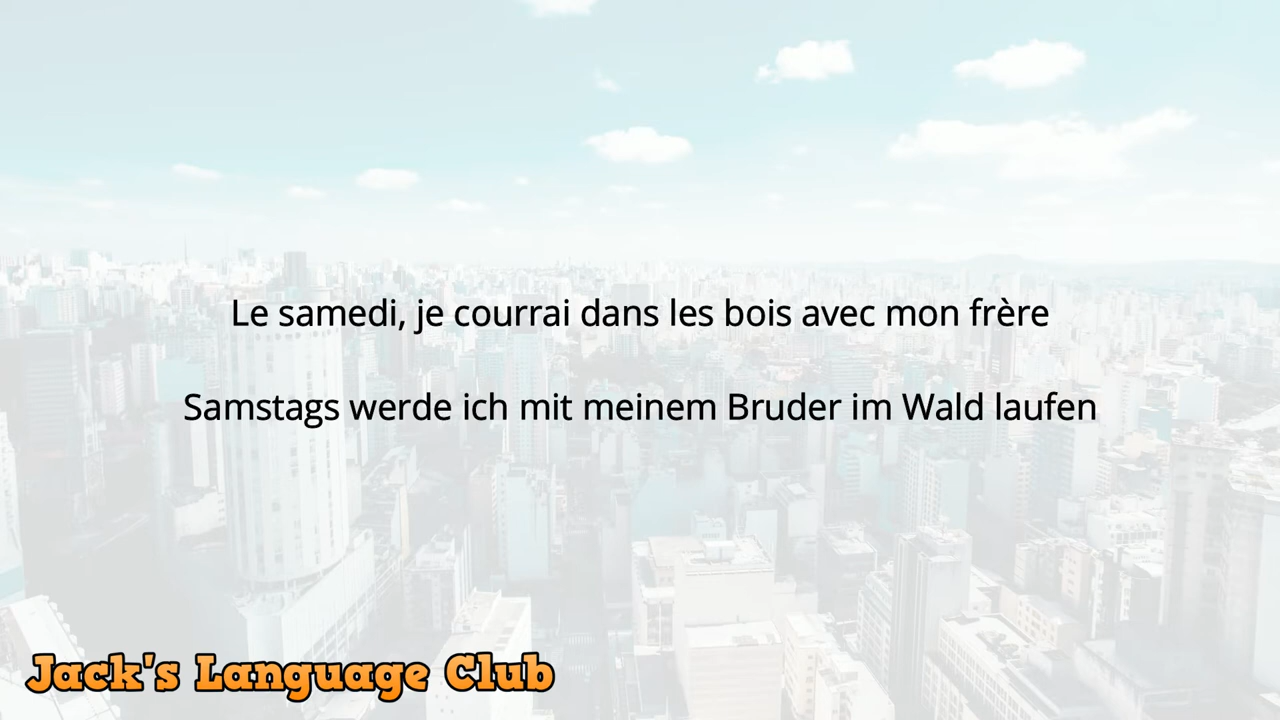 Le samedi, je courrai dans les bois avec mon frère
Samstags werde ich mit meinem Bruder im Wald laufen
Jack's Language Club